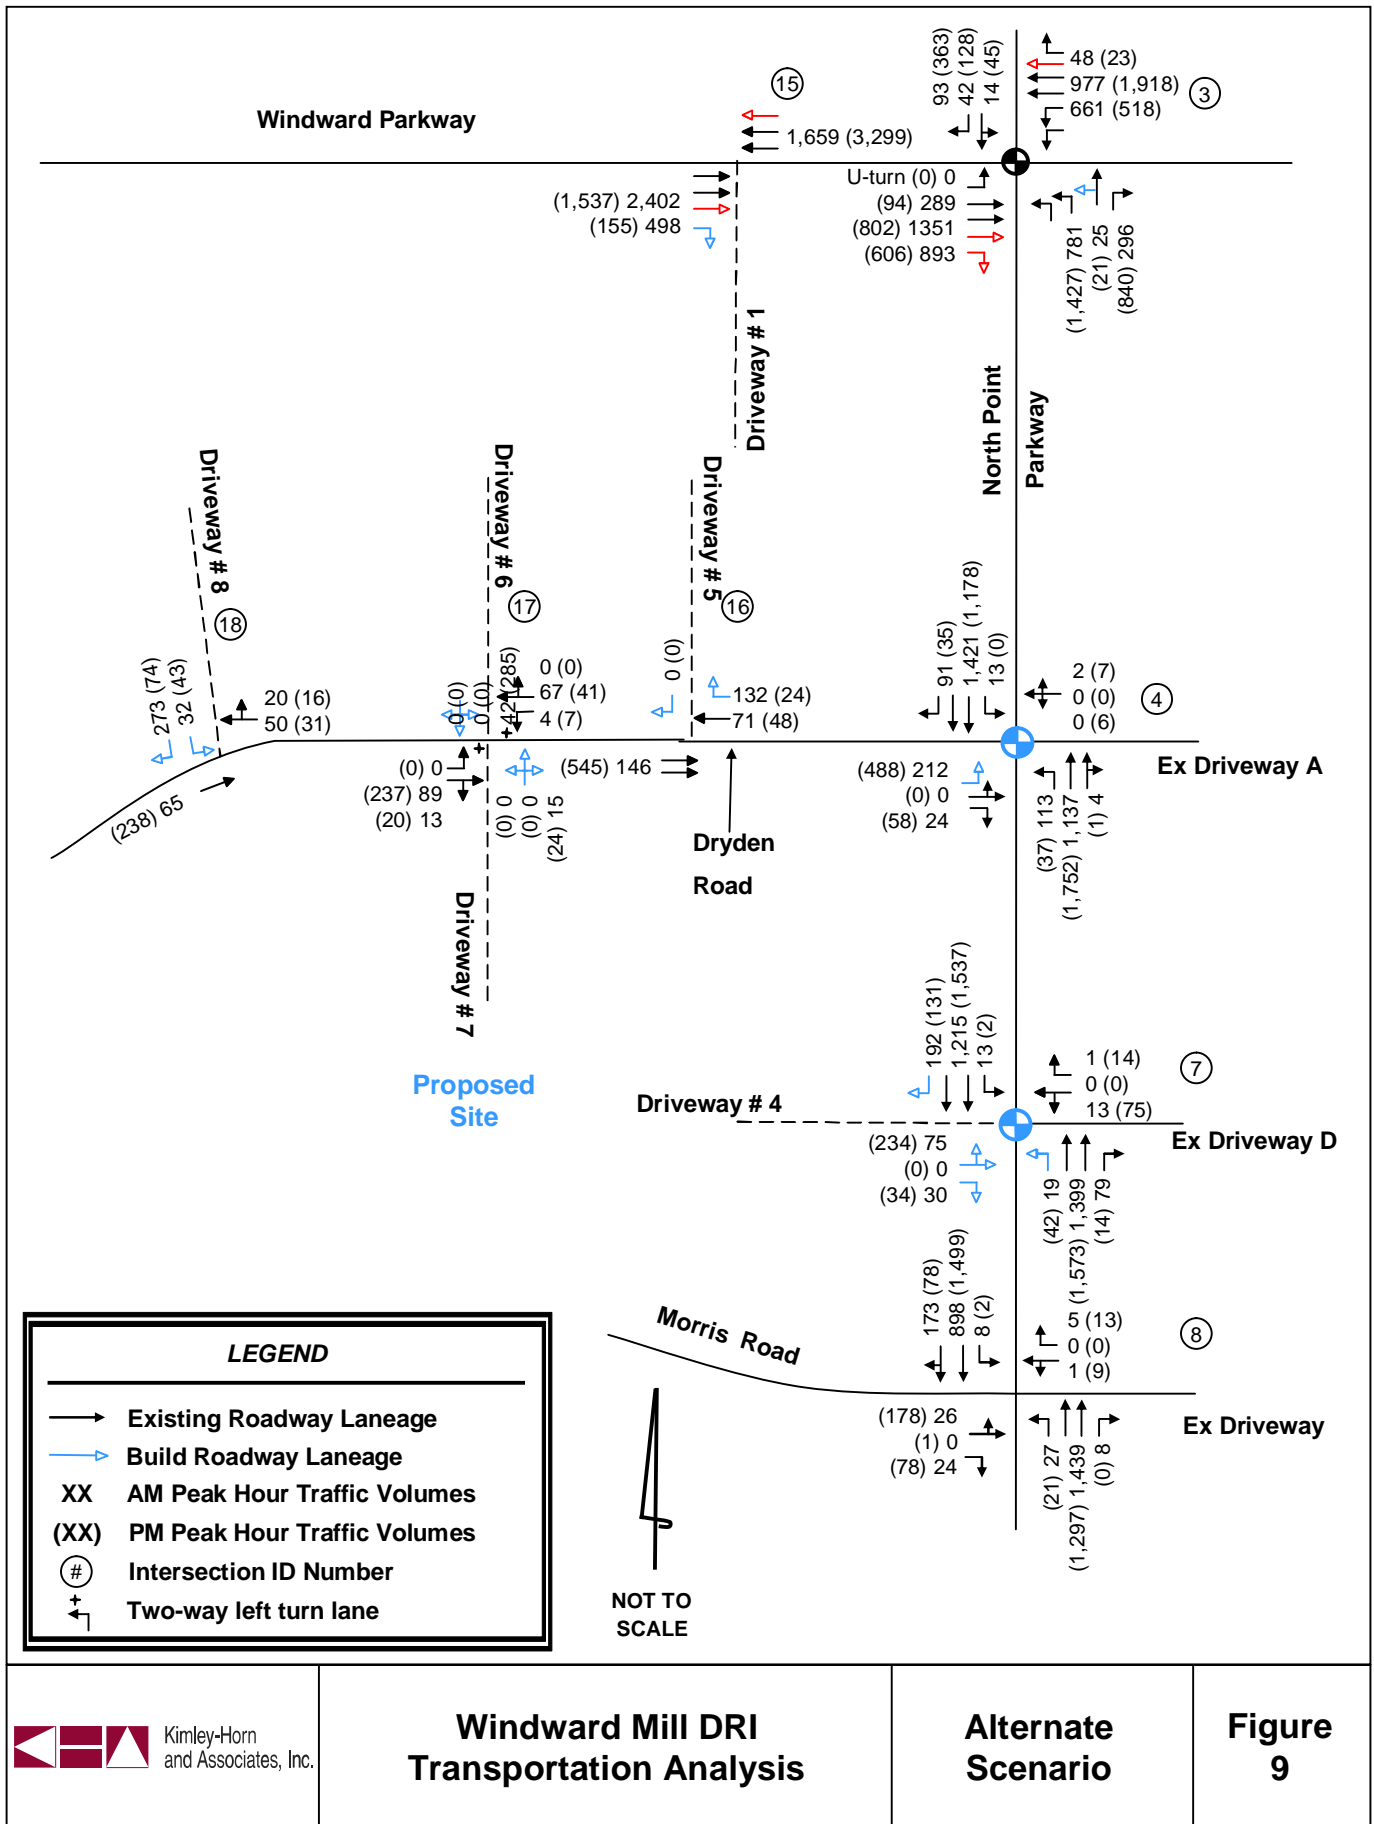 93 (363)
42 (128)
14 (45)
48 (23)
977 (1,918)
661 (518)
3
15
Windward Parkway
1,659 (3,299)
(1,537) 2,402
(155) 498
U-turn (0) 0
(94) 289
(802) 1351
(606) 893
(1,427) 781
(21) 25
(840) 296
Driveway # 1
North Point
Parkway
Driveway # 8
18
Driveway # 6
17
Driveway # 5
16
273 (74)
32 (43)
20 (16)
50 (31)
(238) 65
0 (0)
0 (0)
42 (285)
0 (0)
67 (41)
4 (7)
(0) 0
(237) 89
(20) 13
(0) 0
(0) 0
(24) 15
Driveway # 7
0 (0)
132 (24)
71 (48)
(545) 146
Dryden
Road
91 (35)
1,421 (1,178)
13 (0)
2 (7)
0 (0)
0 (6)
4
Ex Driveway A
(488) 212
(0) 0
(58) 24
(37) 113
(1,752) 1,137
(1) 4
Proposed
Site
192 (131)
1,215 (1,537)
13 (2)
1 (14)
0 (0)
13 (75)
7
Driveway # 4
Ex Driveway D
(234) 75
(0) 0
(34) 30
(42) 19
(1,573) 1,399
(14) 79
Morris Road
173 (78)
898 (1,499)
8 (2)
5 (13)
0 (0)
1 (9)
8
Ex Driveway
(178) 26
(1) 0
(78) 24
(21) 27
(1,297) 1,439
(0) 8
LEGEND
Existing Roadway Laneage
Build Roadway Laneage
XX AM Peak Hour Traffic Volumes
(XX) PM Peak Hour Traffic Volumes
# Intersection ID Number
Two-way left turn lane
NOT TO
SCALE
Kimley-Horn
and Associates, Inc.
Windward Mill DRI
Transportation Analysis
Alternate
Scenario
Figure
9